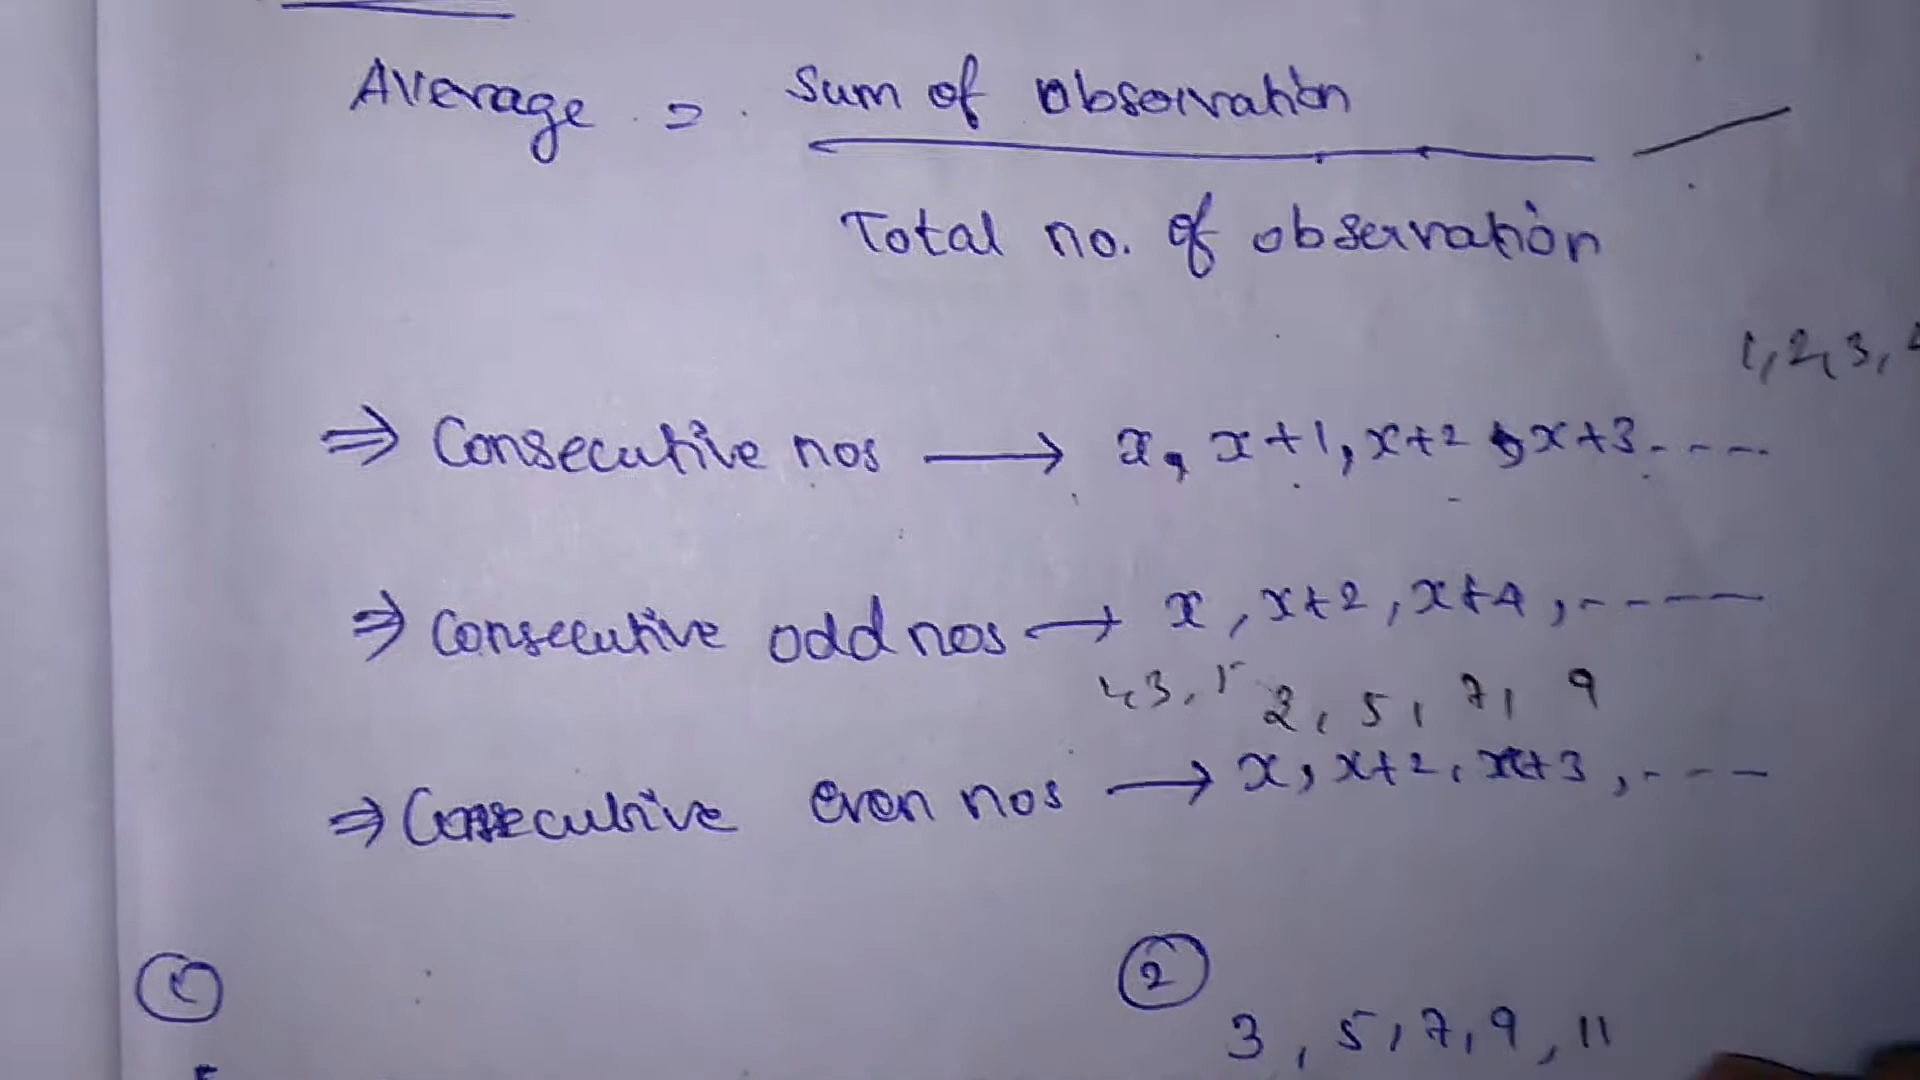 Average = Sum of observation
Total no. of observation
1, 2, 3,
⇒ Consecutive nos → x, x+1, x+2, x+3-----
⇒ Consecutive odd nos → x, x+2, x+4, -----
3, 5, 7, 9
⇒ Consecutive even nos → x, x+2, x+3, ----
②
3, 5, 7, 9, 11